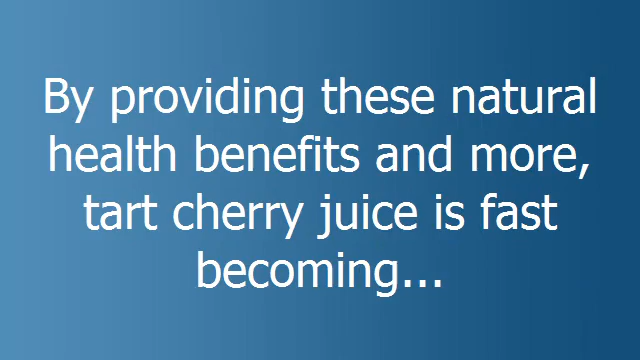 By providing these natural
health benefits and more,
tart cherry juice is fast
becoming...